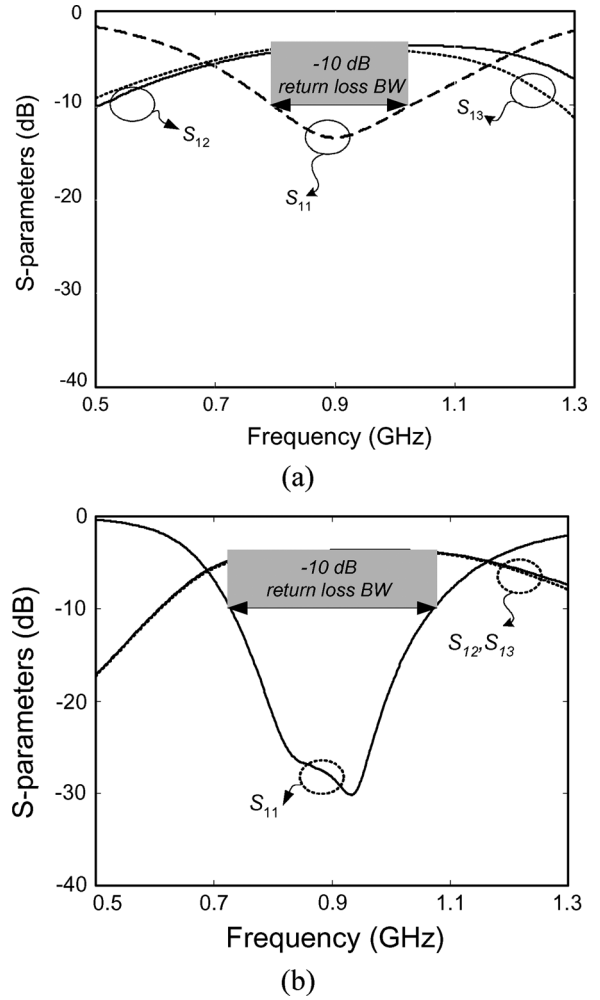 0
-10
-20
-30
-40
S-parameters (dB)
-10 dB
return loss BW
S12
S13
S11
0.5
0.7
0.9
1.1
1.3
Frequency (GHz)
(a)
0
-10
-20
-30
-40
S-parameters (dB)
-10 dB
return loss BW
S12,S13
S11
0.5
0.7
0.9
1.1
1.3
Frequency (GHz)
(b)